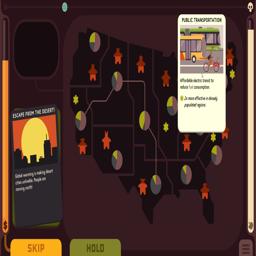 PUBLIC TRANSPORTATION
Affordable electric transit to
reduce fuel consumption.
2x more effective in densely
populated regions.
ESCAPE FROM THE DESERT!
Global warming is making desert
cities unlivable. People are
moving north!
SKIP
HOLD